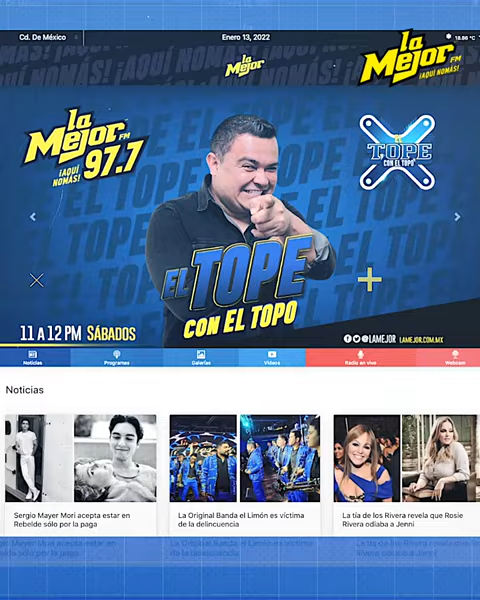 Cd. De México
Enero 13, 2022
18.86 °C
la Mejor FM
¡AQUÍ NOMÁS!
la Mejor
la Mejor FM
¡AQUÍ NOMÁS!
97.7
EL TOPE
CON EL TOPO
EL TOPE
CON EL TOPO
11 A 12 PM SÁBADOS
@LAMEJOR LAMEJOR.COM.MX
Noticias
Programas
Galerías
Videos
Radio en vivo
Webcam
Noticias
Sergio Mayer Mori acepta estar en
Rebelde sólo por la paga
La Original Banda el Limón es víctima
de la delincuencia
La tía de los Rivera revela que Rosie
Rivera odiaba a Jenni